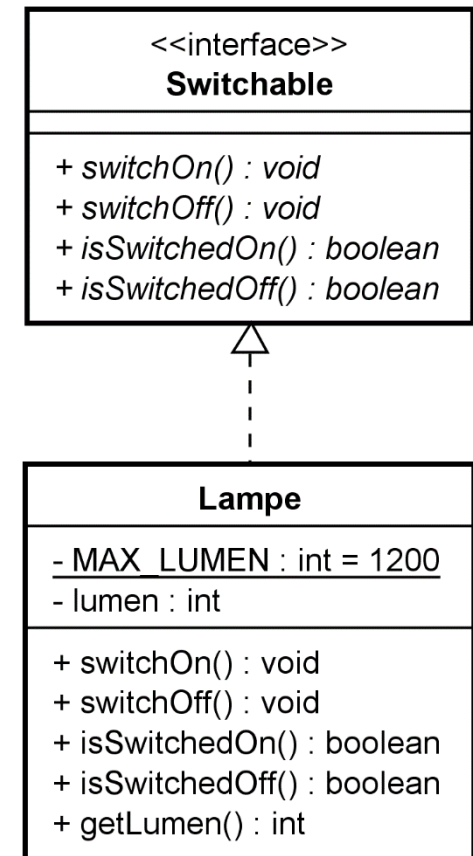 <<interface>>
Switchable
+ switchOn() : void
+ switchOff() : void
+ isSwitchedOn() : boolean
+ isSwitchedOff() : boolean
Lampe
- MAX_LUMEN : int = 1200
- lumen : int
+ switchOn() : void
+ switchOff() : void
+ isSwitchedOn() : boolean
+ isSwitchedOff() : boolean
+ getLumen() : int